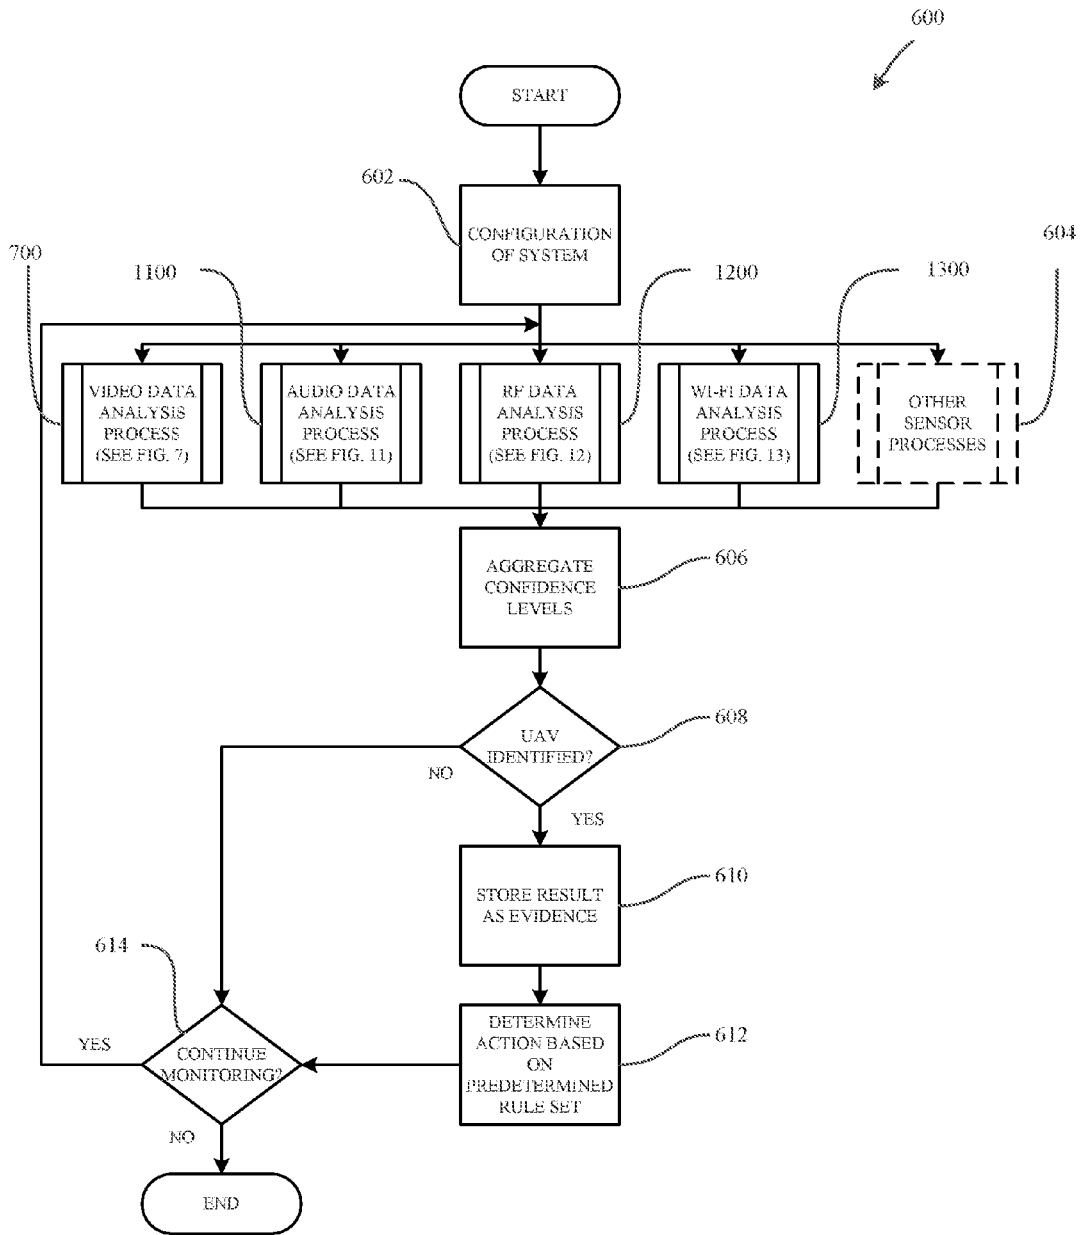 600
START
602
CONFIGURATION
OF SYSTEM
700
1100
1200
1300
604
VIDEO DATA
ANALYSIS
PROCESS
(SEE FIG. 7)
AUDIO DATA
ANALYSIS
PROCESS
(SEE FIG. 11)
RF DATA
ANALYSIS
PROCESS
(SEE FIG. 12)
WI-FI DATA
ANALYSIS
PROCESS
(SEE FIG. 13)
OTHER
SENSOR
PROCESSES
AGGREGATE
CONFIDENCE
LEVELS
606
UAV
IDENTIFIED?
608
NO
YES
STORE RESULT
AS EVIDENCE
610
614
DETERMINE
ACTION BASED
ON
PREDETERMINED
RULE SET
612
YES
CONTINUE
MONITORING?
NO
END